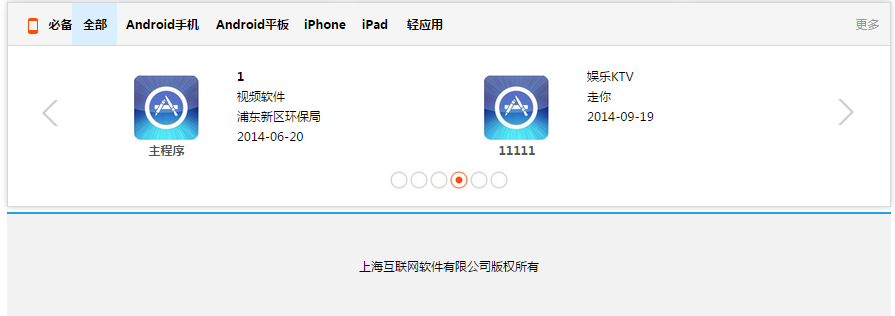 必备 全部 Android手机 Android平板 iPhone iPad 轻应用 更多
1
视频软件
浦东新区环保局
2014-06-20
主程序
娱乐KTV
走你
2014-09-19
11111
上海互联网软件有限公司版权所有